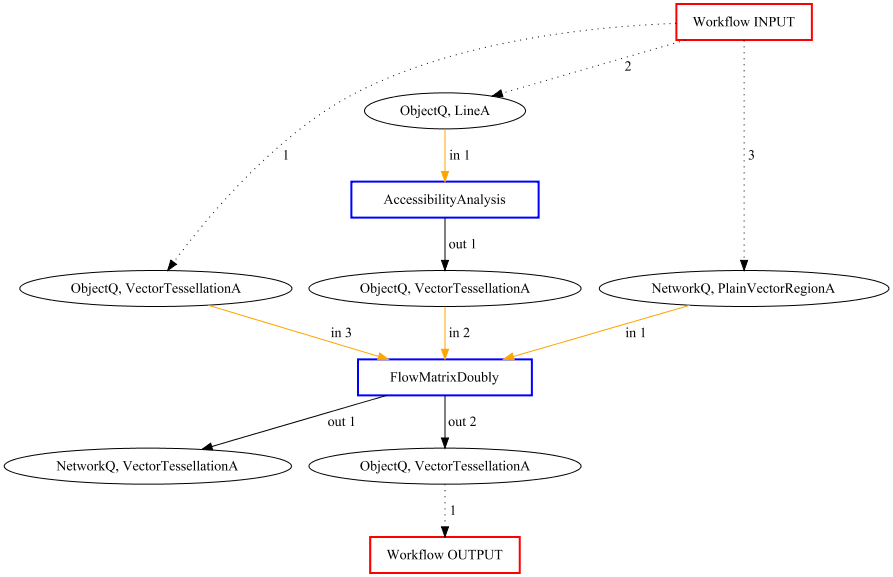 Workflow INPUT
2
ObjectQ, LineA
1
in 1
3
AccessibilityAnalysis
out 1
ObjectQ, VectorTessellationA
ObjectQ, VectorTessellationA
NetworkQ, PlainVectorRegionA
in 3
in 2
in 1
FlowMatrixDoubly
out 1
out 2
NetworkQ, VectorTessellationA
ObjectQ, VectorTessellationA
1
Workflow OUTPUT